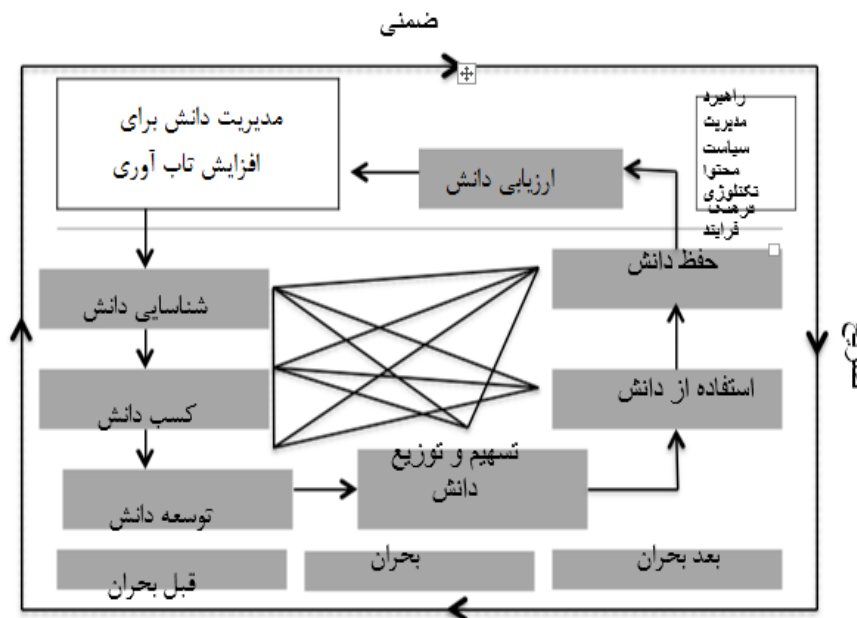 ضمنی
راهبرد
مدیریت
سیاست
محتوا
تکنولوژی
فرهنگ
فرایند
مدیریت دانش برای
افزایش تاب آوری
ارزیابی دانش
حفظ دانش
شناسایی دانش
استفاده از دانش
کسب دانش
تسهیم و توزیع
دانش
توسعه دانش
بعد بحران
بحران
قبل بحران